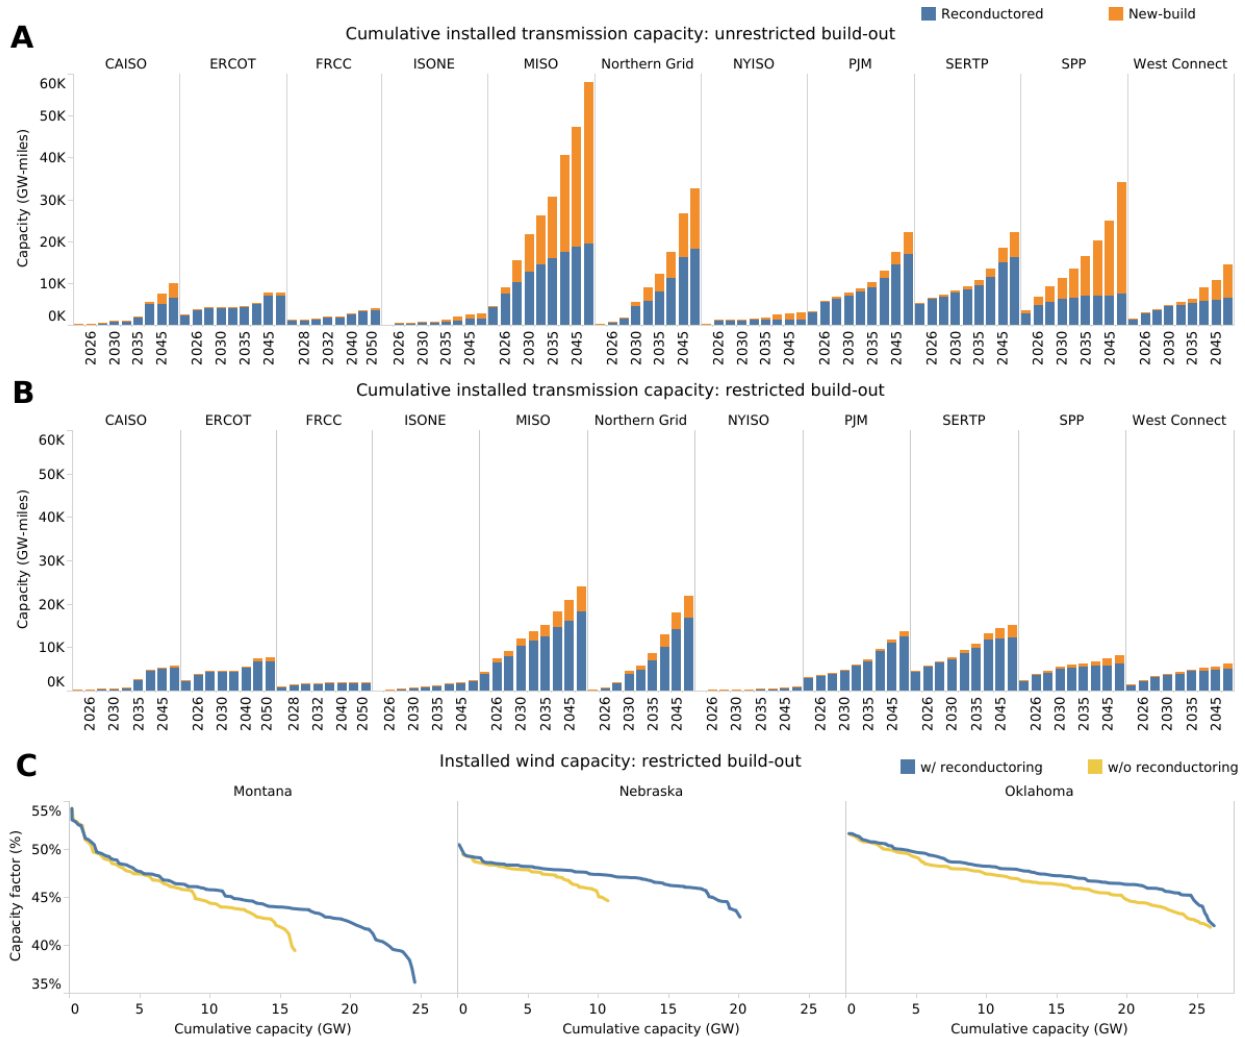 Reconductored New-build
A
Cumulative installed transmission capacity: unrestricted build-out
CAISO ERCOT FRCC ISONE MISO Northern Grid NYISO PJM SERTP SPP West Connect
Capacity (GW-miles)
60K
50K
40K
30K
20K
10K
0K
2026 2030 2035 2045 2026 2030 2035 2045 2028 2032 2040 2050 2026 2030 2035 2045 2026 2030 2035 2045 2026 2030 2035 2045 2026 2030 2035 2045 2026 2030 2035 2045 2026 2030 2035 2045 2026 2030 2035 2045 2026 2030 2035 2045
B
Cumulative installed transmission capacity: restricted build-out
CAISO ERCOT FRCC ISONE MISO Northern Grid NYISO PJM SERTP SPP West Connect
Capacity (GW-miles)
60K
50K
40K
30K
20K
10K
0K
2026 2030 2035 2045 2026 2030 2040 2050 2028 2032 2040 2050 2026 2030 2035 2045 2026 2030 2035 2045 2026 2030 2035 2045 2026 2030 2035 2045 2026 2030 2035 2045 2026 2030 2035 2045 2026 2030 2035 2045 2026 2030 2035 2045
C
Installed wind capacity: restricted build-out
w/ reconductoring w/o reconductoring
Montana Nebraska Oklahoma
Capacity factor (%)
55%
50%
45%
40%
35%
0 5 10 15 20 25 0 5 10 15 20 25 0 5 10 15 20 25
Cumulative capacity (GW) Cumulative capacity (GW) Cumulative capacity (GW)